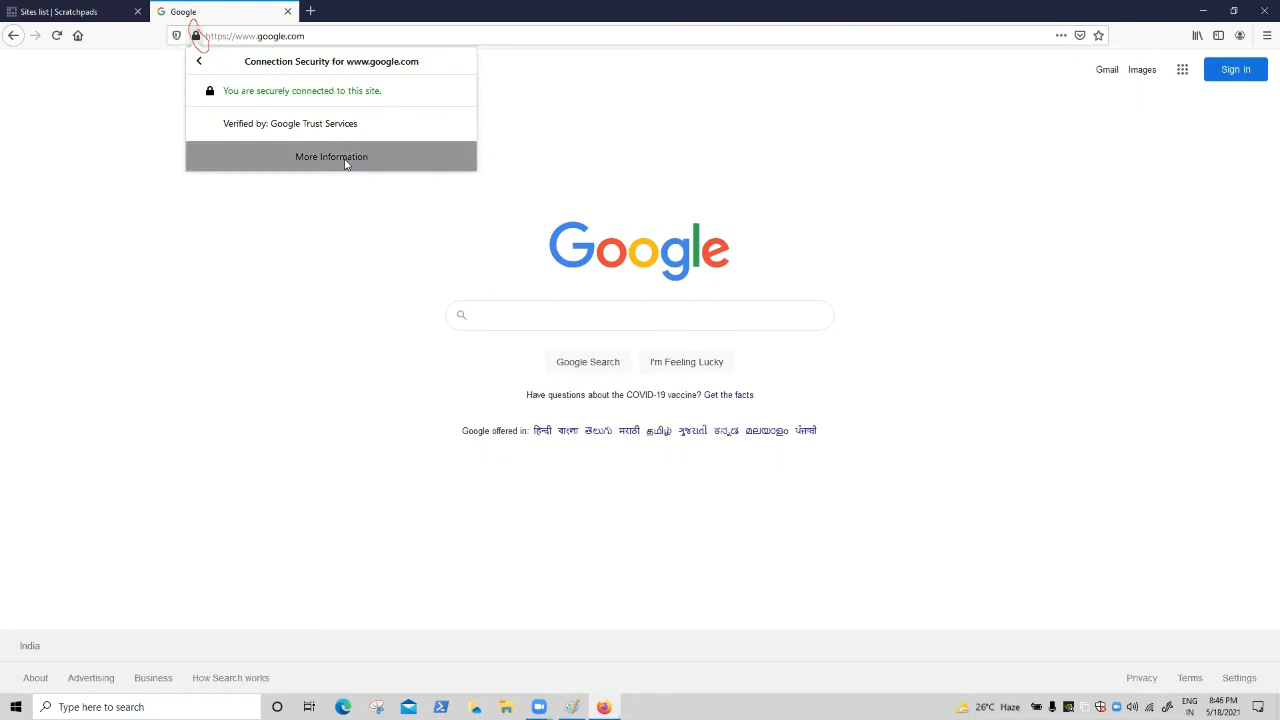 Sites list | Scratchpads
Google
https://www.google.com
Connection Security for www.google.com
You are securely connected to this site.
Verified by: Google Trust Services
More Information
Gmail Images Sign in
Google
Google Search I'm Feeling Lucky
Have questions about the COVID-19 vaccine? Get the facts
Google offered in: हिन्दी বাংলা తెలుగు मराठी தமிழ் ગુજરાતી ಕನ್ನಡ മലയാളം ਪੰਜਾਬੀ
India
About Advertising Business How Search works Privacy Terms Settings
Type here to search
26°C Haze
ENG
IN
8:46 PM
5/18/2021